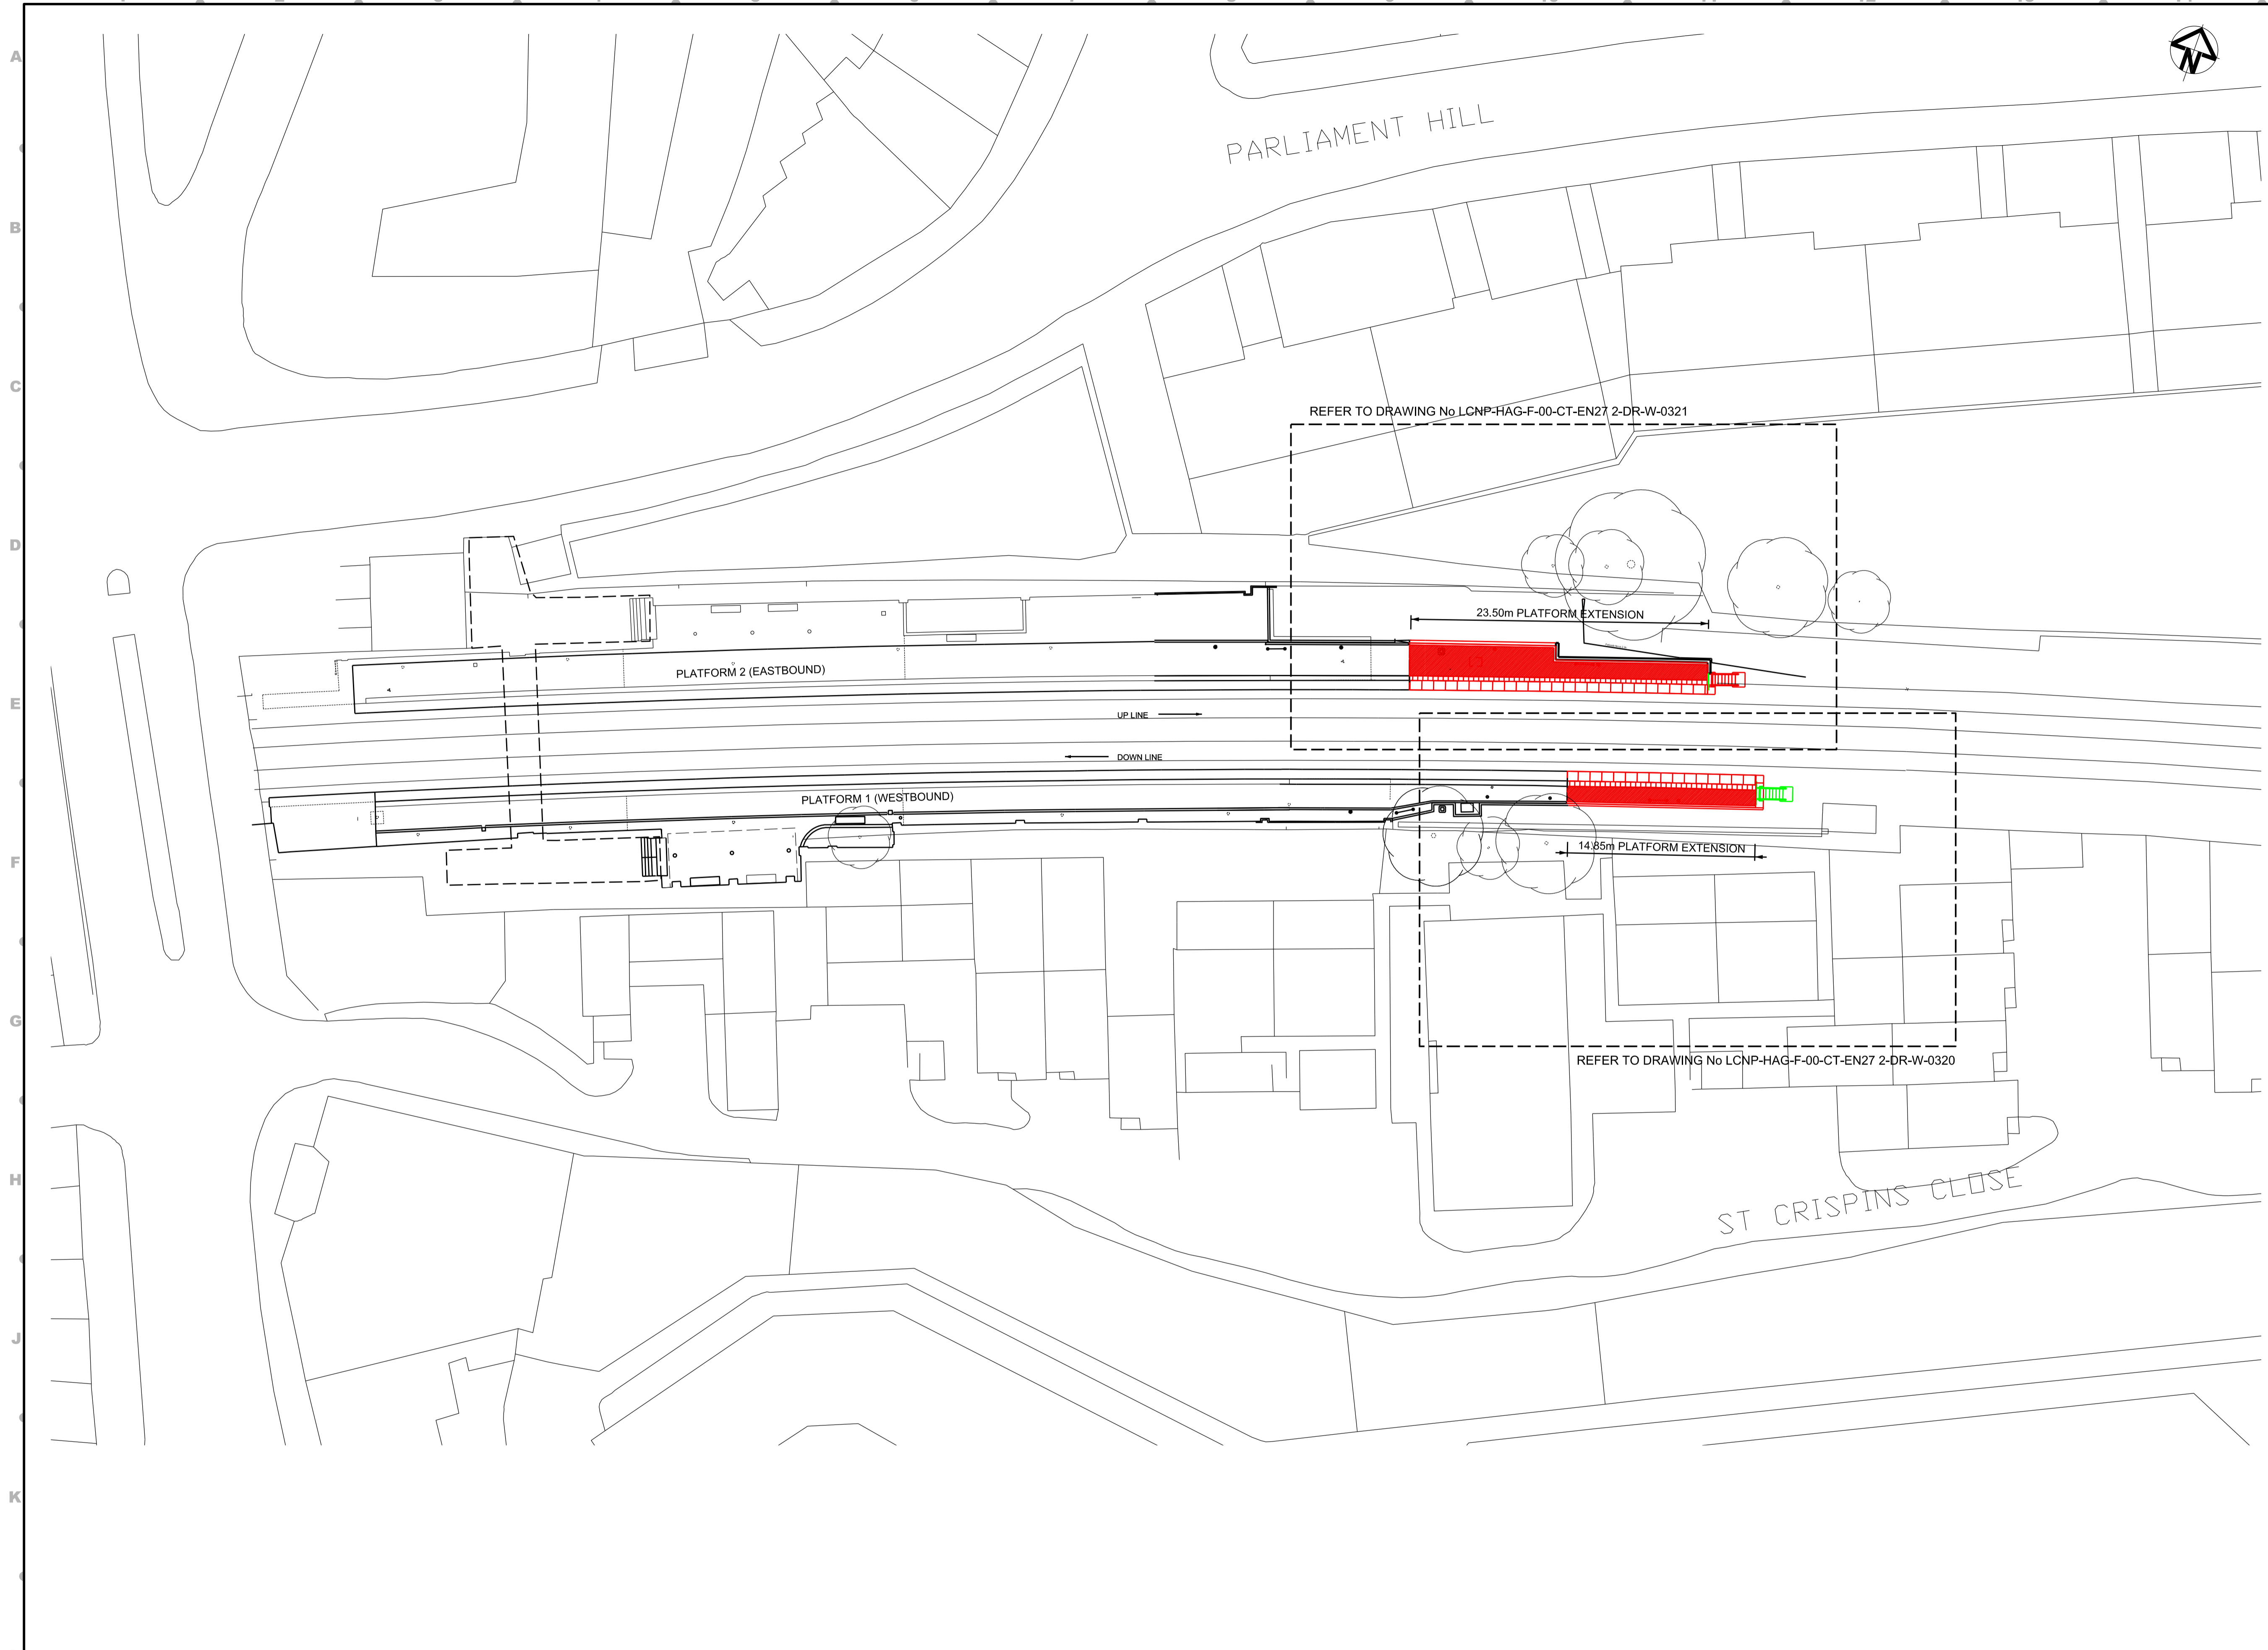 A
N
PARLIAMENT HILL
B
C
REFER TO DRAWING No LCNP-HAG-F-00-CT-EN27 2-DR-W-0321
D
23.50m PLATFORM EXTENSION
PLATFORM 2 (EASTBOUND)
E
UP LINE
DOWN LINE
PLATFORM 1 (WESTBOUND)
F
14.85m PLATFORM EXTENSION
G
REFER TO DRAWING No LCNP-HAG-F-00-CT-EN27 2-DR-W-0320
H
ST CRISPINS CLOSE
J
K